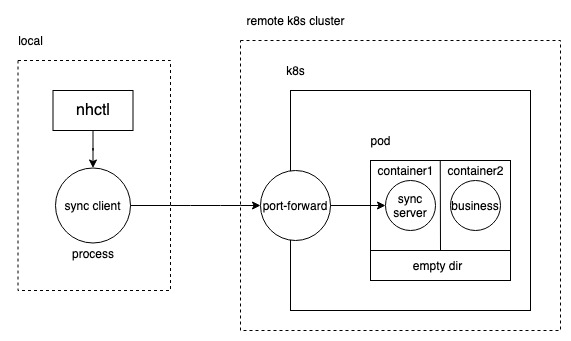 remote k8s cluster
local
k8s
nhctl
pod
container1 container2
sync client
port-forward
sync
server
business
process
empty dir